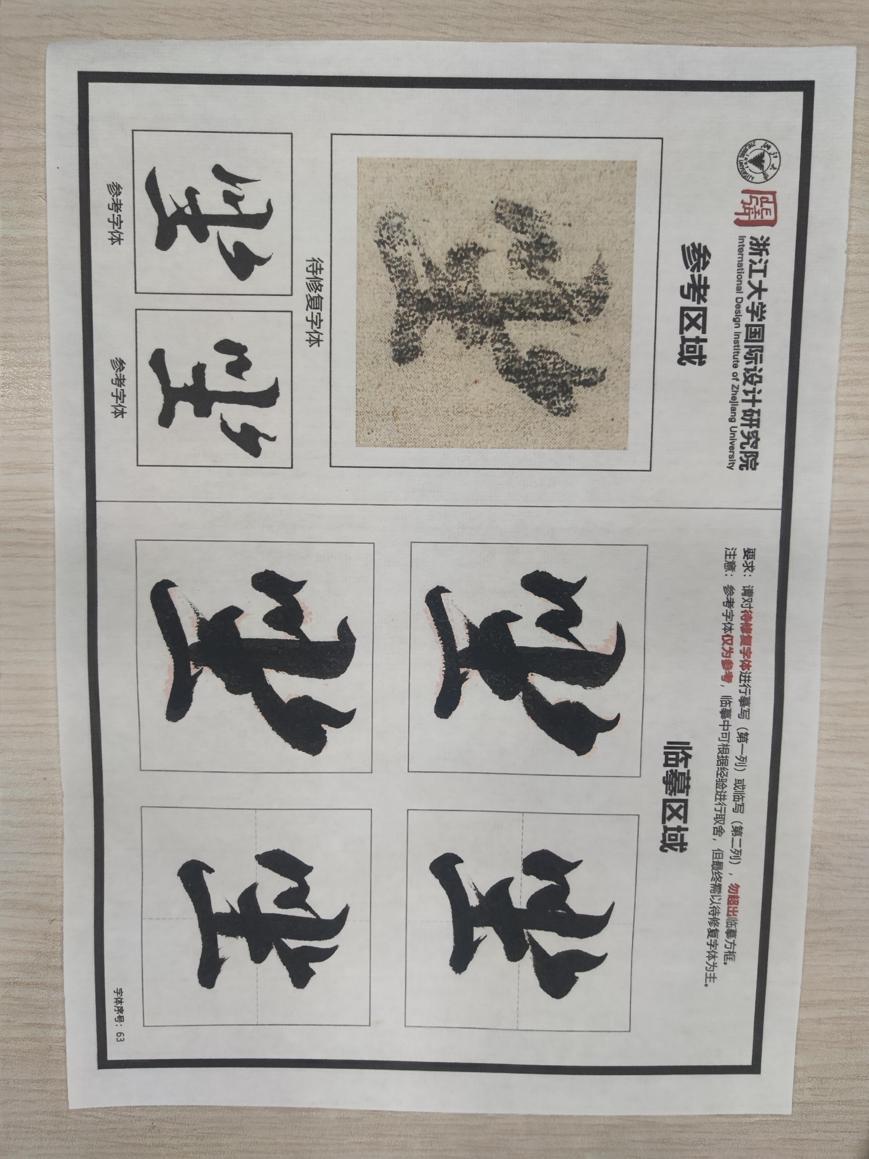 浙江大学国际设计研究院
International Design Institute of Zhejiang University
参考区域
坐
待修复字体
坐
坐
参考字体
参考字体
要求：请对待修复字体进行摹写（第一列）或临写（第二列），勿超出临摹方框。
注意：参考字体仅为参考，临摹中可根据经验进行取舍，但最终需以待修复字体为主。
临摹区域
坐
坐
坐
坐
字体序号：63